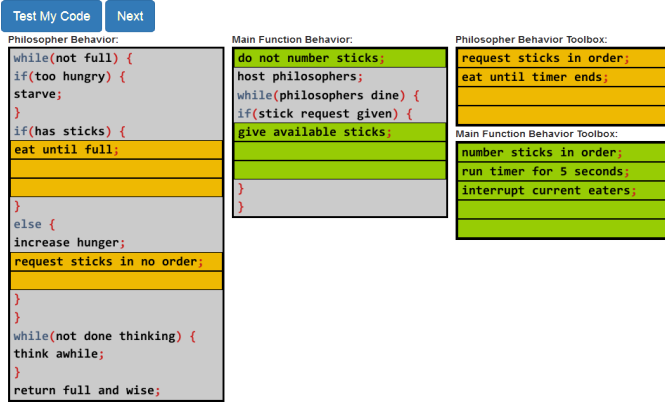 Test My Code
Next
Philosopher Behavior:
while(not full) {
if(too hungry) {
starve;
}
if(has sticks) {
eat until full;
}
else {
increase hunger;
request sticks in no order;
}
}
while(not done thinking) {
think awhile;
}
return full and wise;
Main Function Behavior:
do not number sticks;
host philosophers;
while(philosophers dine) {
if(stick request given) {
give available sticks;
}
}
Philosopher Behavior Toolbox:
request sticks in order;
eat until timer ends;
Main Function Behavior Toolbox:
number sticks in order;
run timer for 5 seconds;
interrupt current eaters;